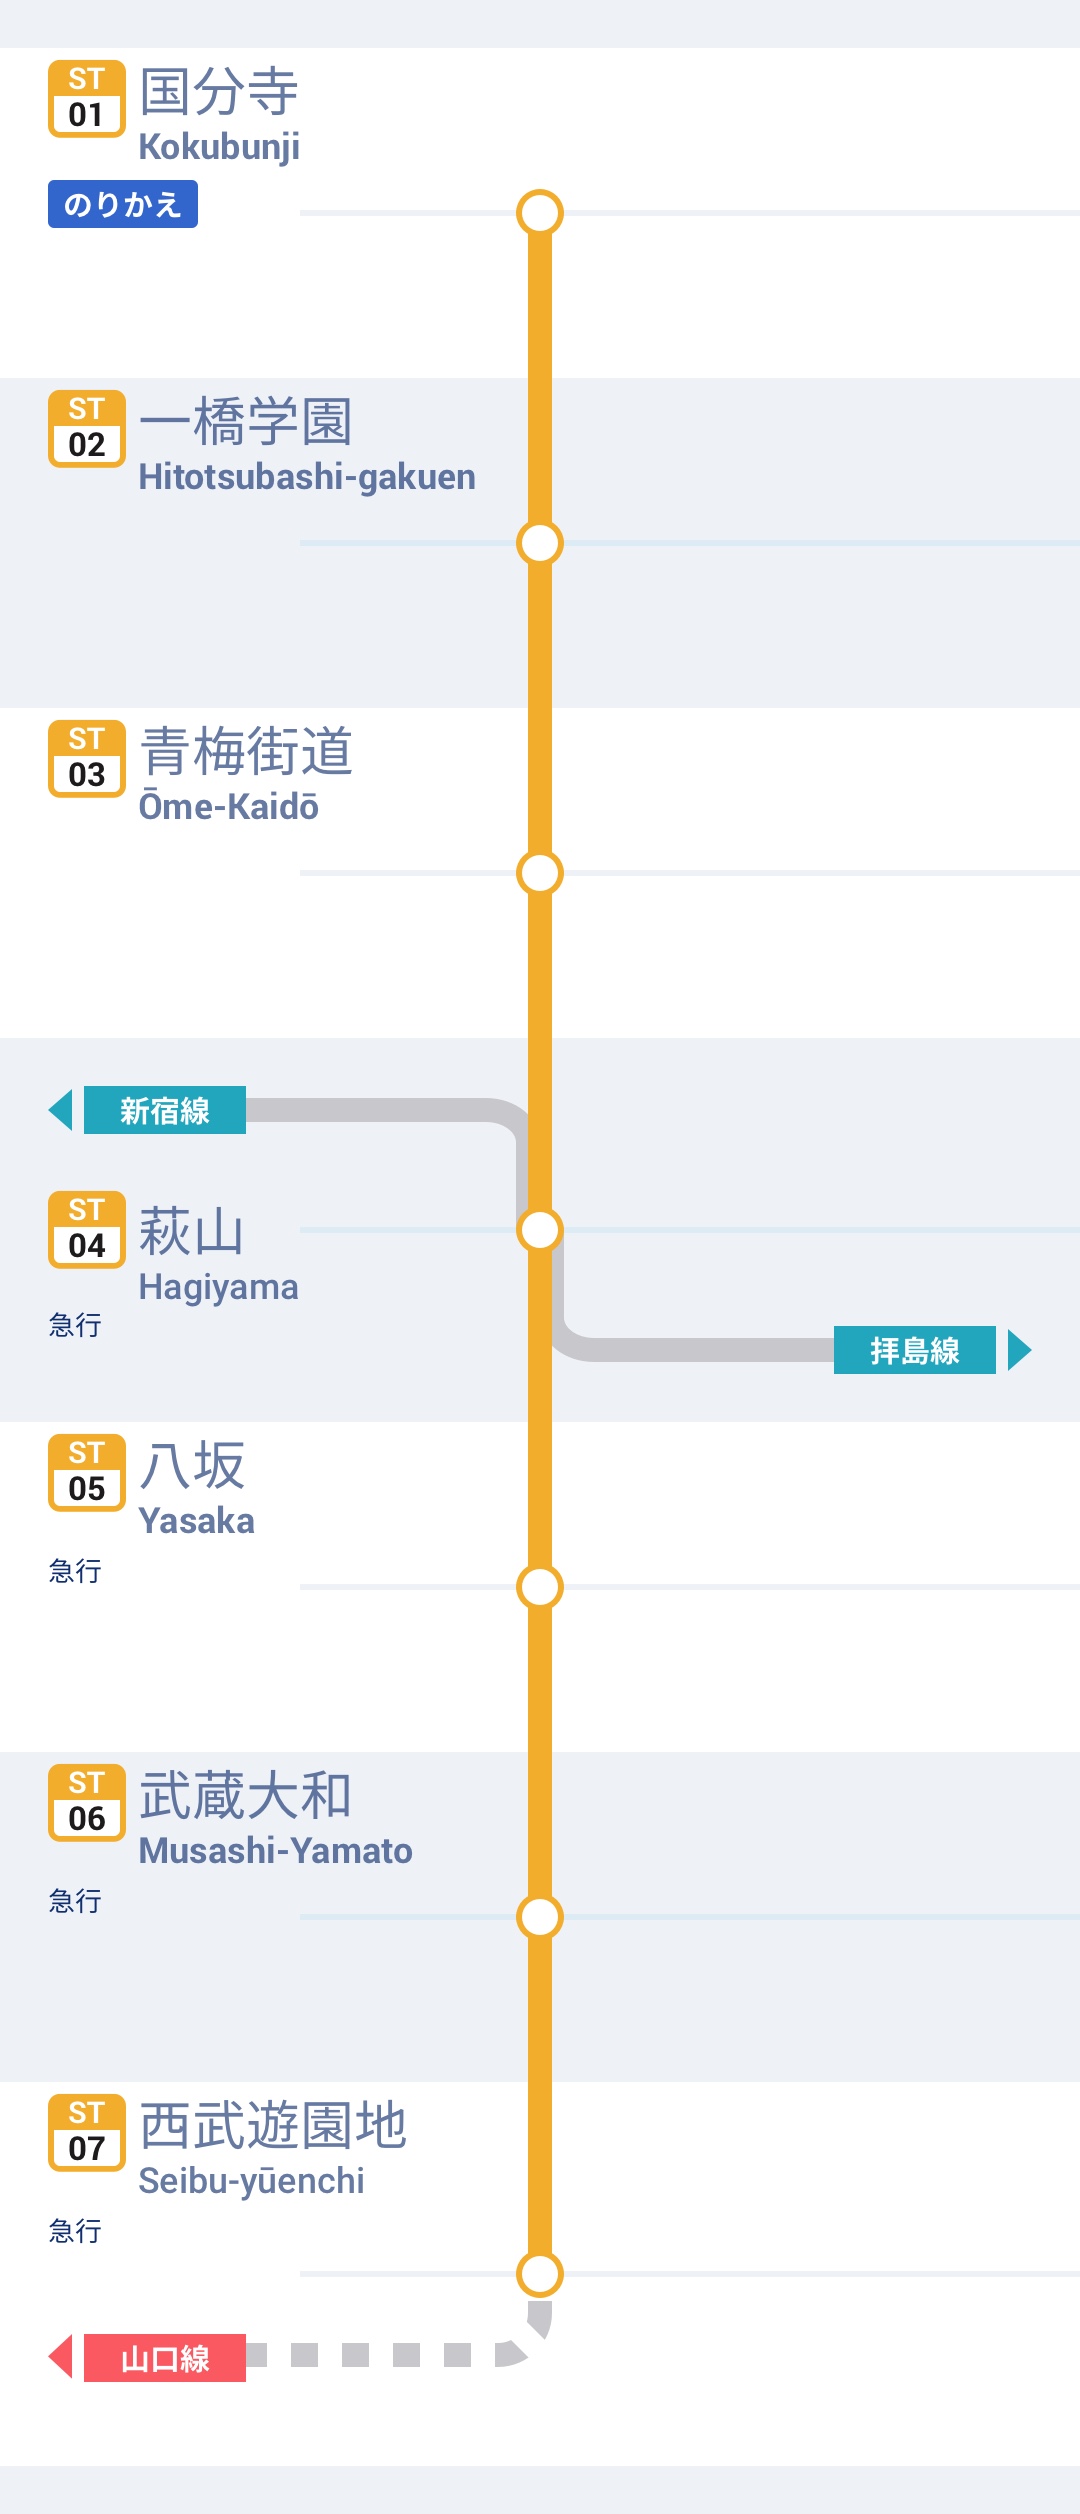 ST
01
国分寺
Kokubunji
のりかえ
ST
02
一橋学園
Hitotsubashi-gakuen
ST
03
青梅街道
Ōme-Kaidō
新宿線
ST
04
萩山
Hagiyama
急行
拝島線
ST
05
八坂
Yasaka
急行
ST
06
武蔵大和
Musashi-Yamato
急行
ST
07
西武遊園地
Seibu-yūenchi
急行
山口線